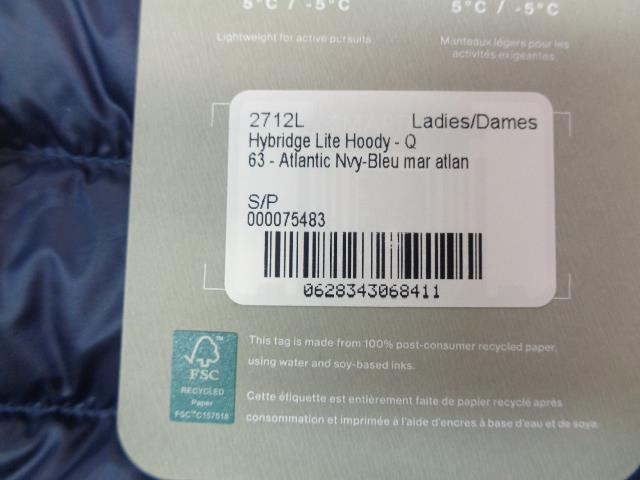 5°C / -5°C
5°C / -5°C
Lightweight for active pursuits
Manteaux légers pour les
activités exigeantes
2712L Ladies/Dames
Hybridge Lite Hoody - Q
63 - Atlantic Nvy-Bleu mar atlan
S/P
000075483
0628343068411
This tag is made from 100% post-consumer recycled paper,
using water and soy-based inks.
FSC
RECYCLED
Paper
FSC™C157518
Cette étiquette est entièrement faite de papier recyclé après
consommation et imprimée à l'aide d'encres à base d'eau et de soya.